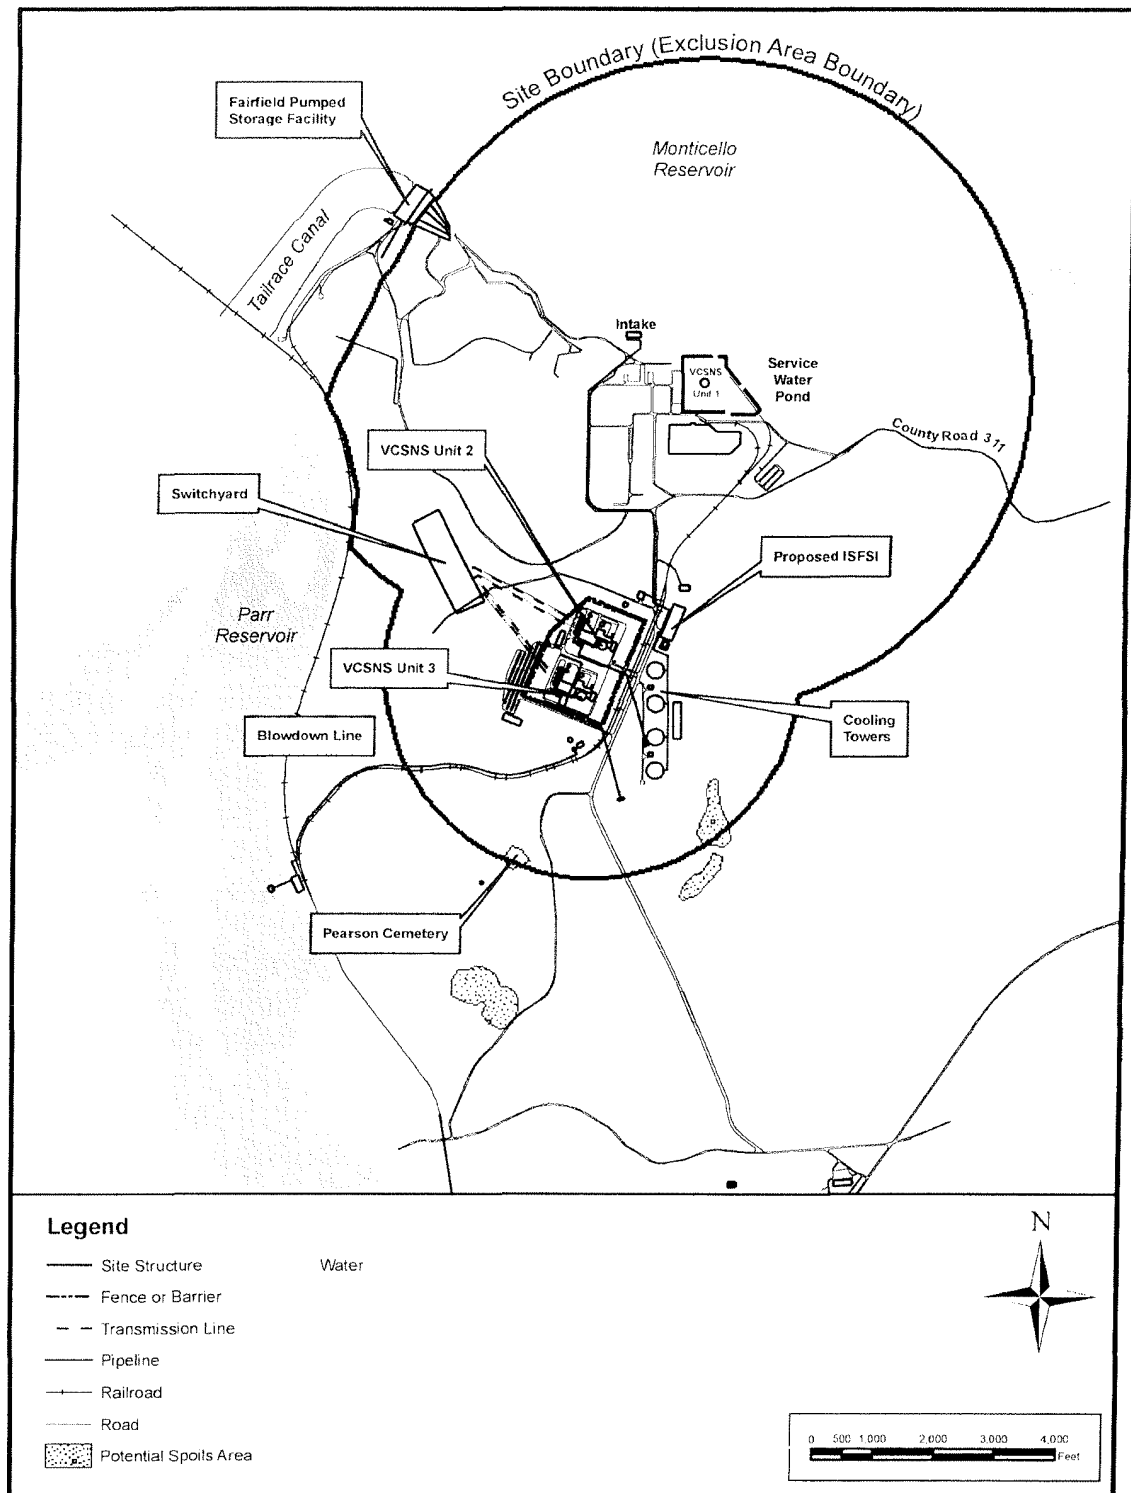 Site Boundary (Exclusion Area Boundary)
Fairfield Pumped
Storage Facility
Monticello
Reservoir
Tailrace Canal
Intake
VCSNS
Unit 1
Service
Water
Pond
County Road 311
VCSNS Unit 2
Switchyard
Proposed ISFSI
Parr
Reservoir
VCSNS Unit 3
Cooling
Towers
Blowdown Line
Pearson Cemetery
Legend
Site Structure
Water
Fence or Barrier
Transmission Line
Pipeline
Railroad
Road
Potential Spoils Area
N
0 500 1,000 2,000 3,000 4,000
Feet